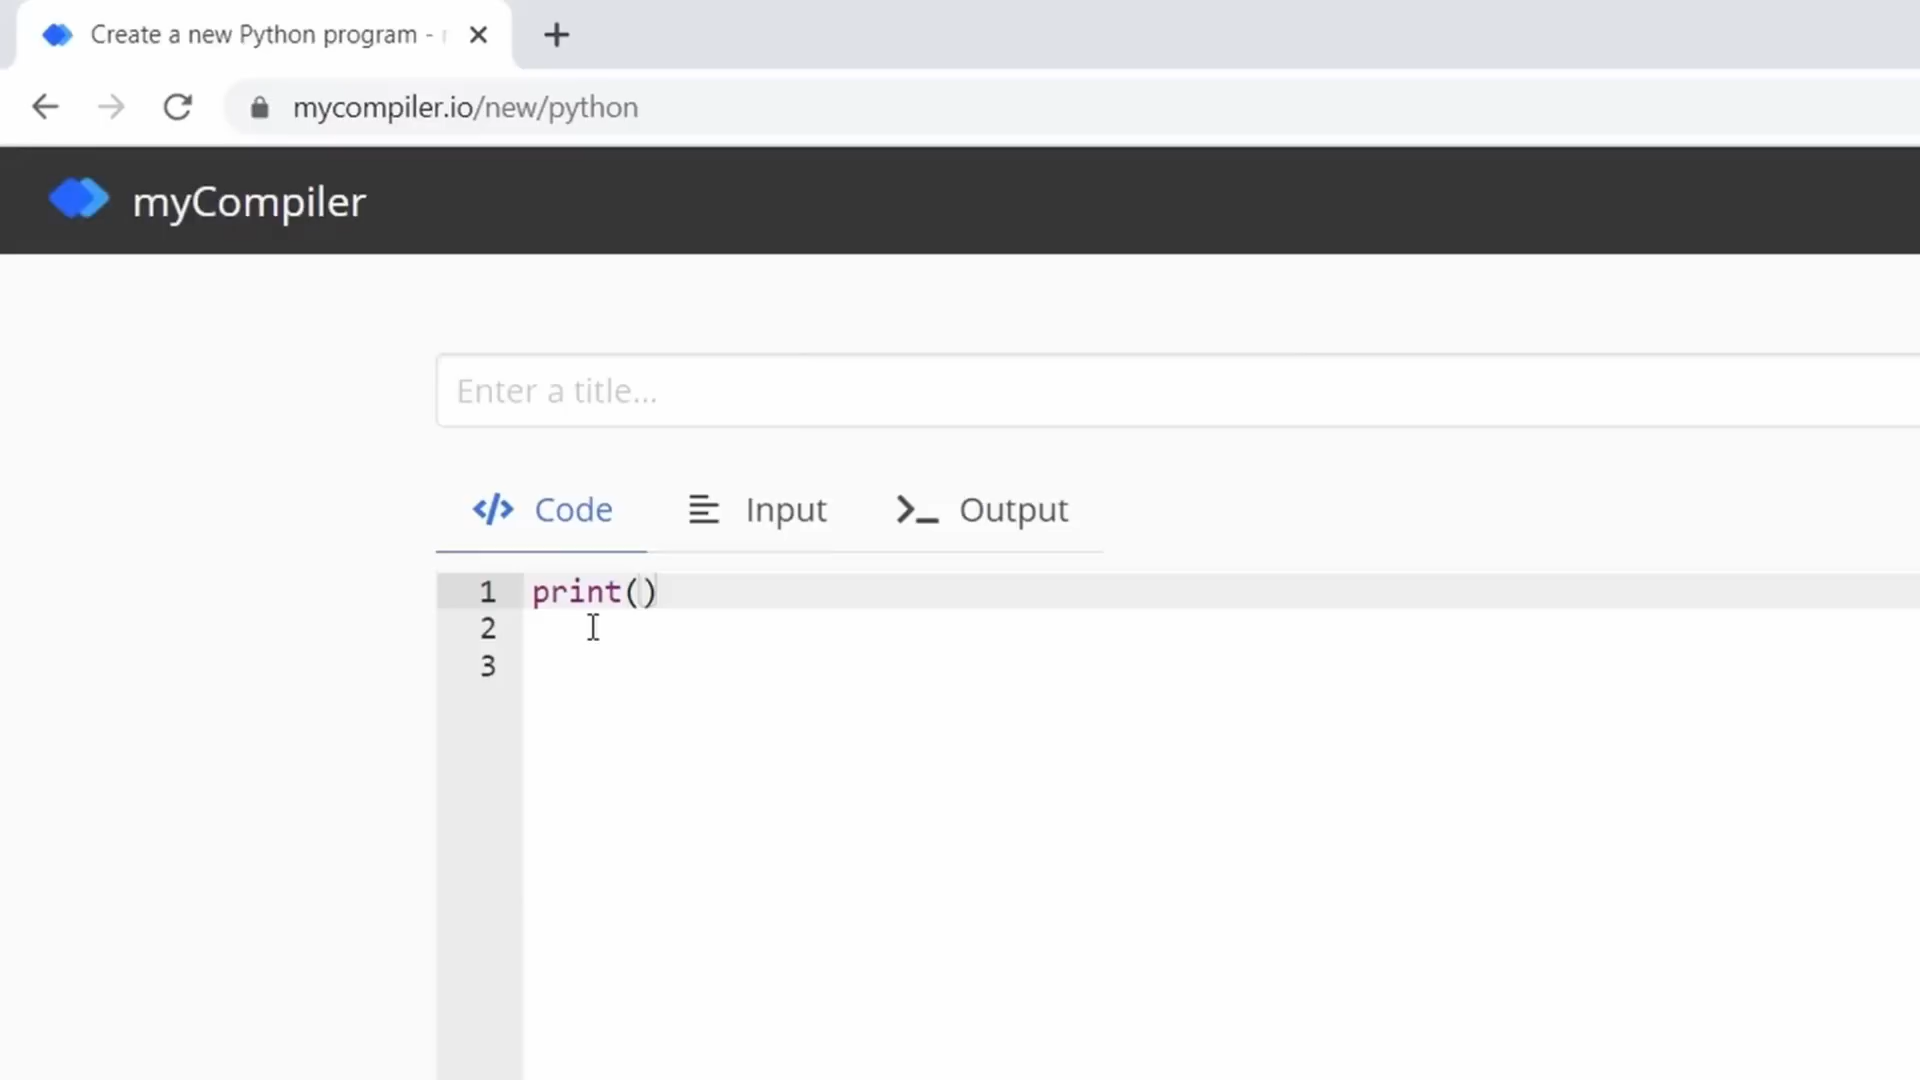 Create a new Python program -
mycompiler.io/new/python
myCompiler
Enter a title...
</> Code Input >_ Output
1 print()
2
3